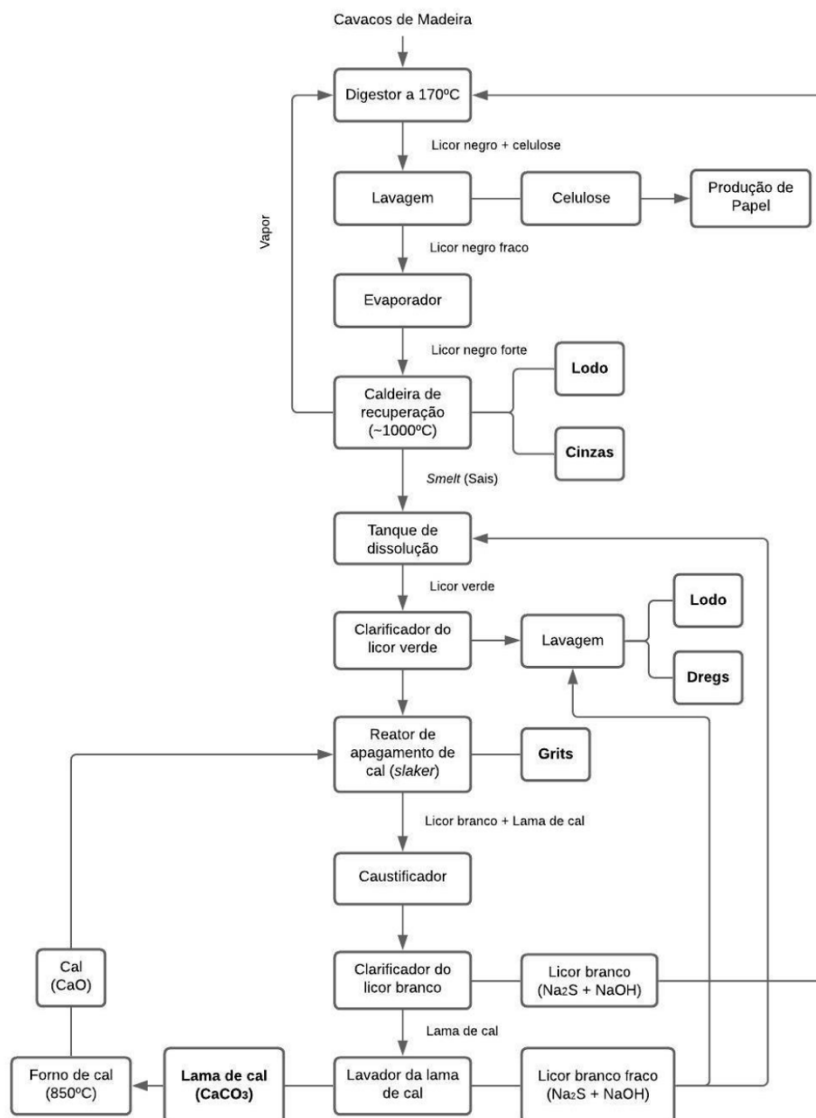 Cavacos de Madeira
Digestor a 170ºC
Licor negro + celulose
Lavagem
Celulose
Produção de
Papel
Vapor
Licor negro fraco
Evaporador
Licor negro forte
Lodo
Caldeira de
recuperação
(~1000ºC)
Cinzas
Smelt (Sais)
Tanque de
dissolução
Licor verde
Lodo
Clarificador do
licor verde
Lavagem
Dregs
Reator de
apagamento de
cal (slaker)
Grits
Licor branco + Lama de cal
Caustificador
Cal
(CaO)
Clarificador do
licor branco
Licor branco
(Na2S + NaOH)
Lama de cal
Forno de cal
(850ºC)
Lama de cal
(CaCO3)
Lavador da lama
de cal
Licor branco fraco
(Na2S + NaOH)